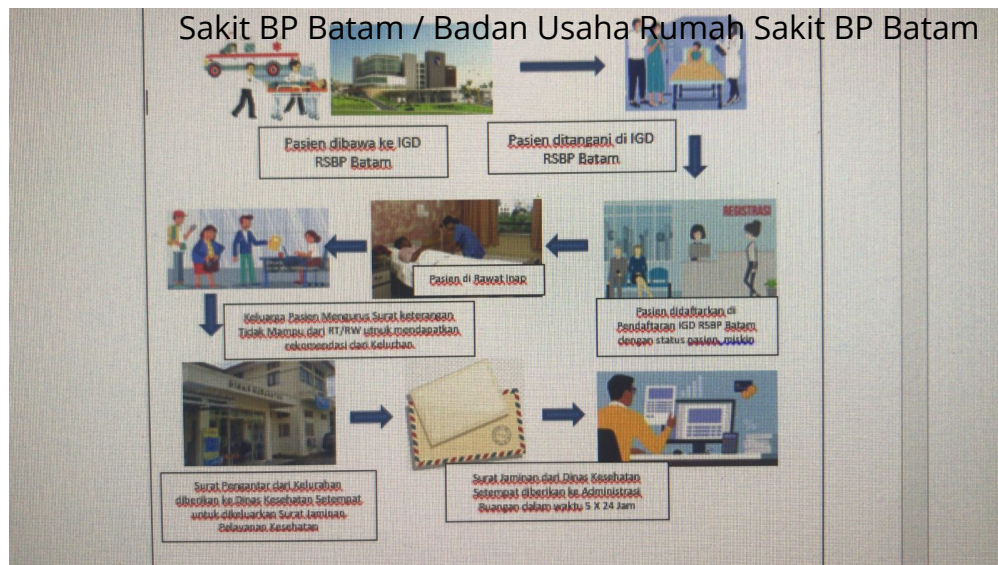 Sakit BP Batam / Badan Usaha Rumah Sakit BP Batam
Pasien dibawa ke IGD
RSBP Batam
Pasien ditangani di IGD
RSBP Batam
REGISTRASI
Pasien didaftarkan di
Pendaftaran IGD RSBP Batam
dengan status pasien miskin
Pasien di Rawat Inap
Keluarga Pasien Mengurus Surat keterangan
Tidak Mampu dari RT/RW utnuk mendapatkan
rekomendasi dari Kelurhan
Surat Pengantar dari Kelurahan
diberikan ke Dinas Kesehatan Setempat
untuk dikeluarkan Surat Jaminan
Pelayanan Kesehatan
Surat Jaminan dari Dinas Kesehatan
Setempat diberikan ke Administrasi
Ruangan dalam waktu 5 X 24 Jam